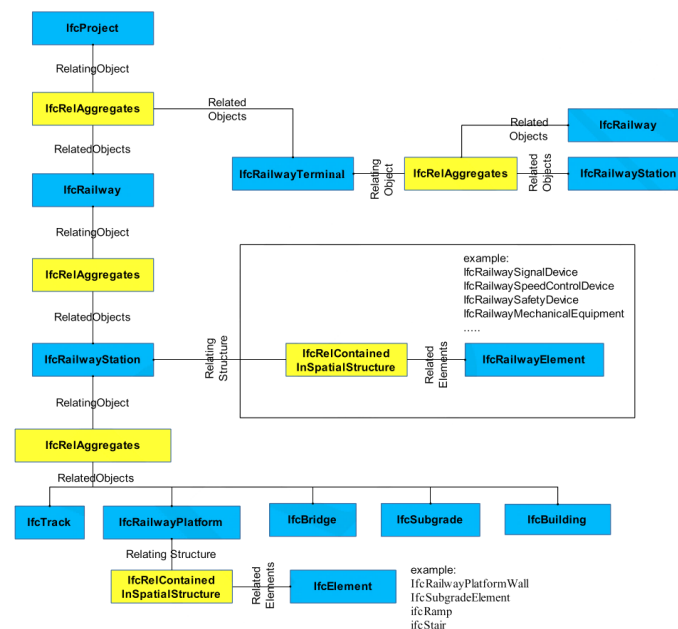 IfcProject
RelatingObject
IfcRelAggregates
Related
Objects
RelatedObjects
IfcRailwayTerminal
Relating
Object
IfcRelAggregates
Related
Objects
IfcRailway
Related
Objects
IfcRailwayStation
IfcRailway
RelatingObject
IfcRelAggregates
RelatedObjects
IfcRailwayStation
Relating
Structure
IfcRelContained
InSpatialStructure
Related
Elements
IfcRailwayElement
example:
IfcRailwaySignalDevice
IfcRailwaySpeedControlDevice
IfcRailwaySafetyDevice
IfcRailwayMechanicalEquipment
.....
RelatingObject
IfcRelAggregates
RelatedObjects
IfcTrack
IfcRailwayPlatform
IfcBridge
IfcSubgrade
IfcBuilding
Relating Structure
IfcRelContained
InSpatialStructure
Related
Elements
IfcElement
example:
IfcRailwayPlatformWall
IfcSubgradeElement
ifcRamp
ifcStair